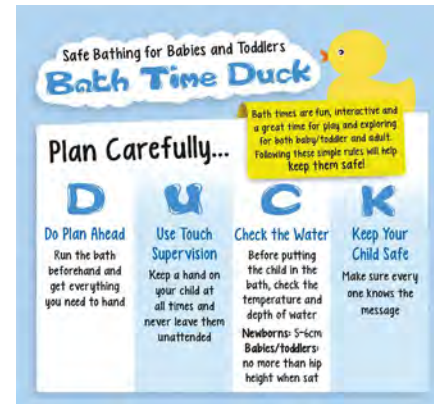 Safe Bathing for Babies and Toddlers
Bath Time Duck
Bath times are fun, interactive and
a great time for play and exploring
for both baby/toddler and adult.
Following these simple rules will help
keep them safe!
Plan Carefully...
D
Do Plan Ahead
Run the bath
beforehand and
get everything
you need to hand
U
Use Touch
Supervision
Keep a hand on
your child at
all times and
never leave them
unattended
C
Check the Water
Before putting
the child in the
bath, check the
temperature and
depth of water
Newborns: 5-6cm
Babies/toddlers:
no more than hip
height when sat
K
Keep Your
Child Safe
Make sure every
one knows the
message